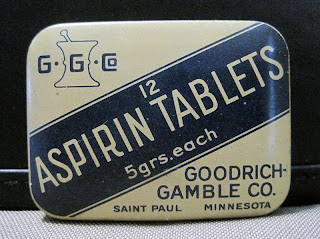 G·G·Co
12
ASPIRIN TABLETS
5grs.each
GOODRICH-
GAMBLE CO.
SAINT PAUL MINNESOTA